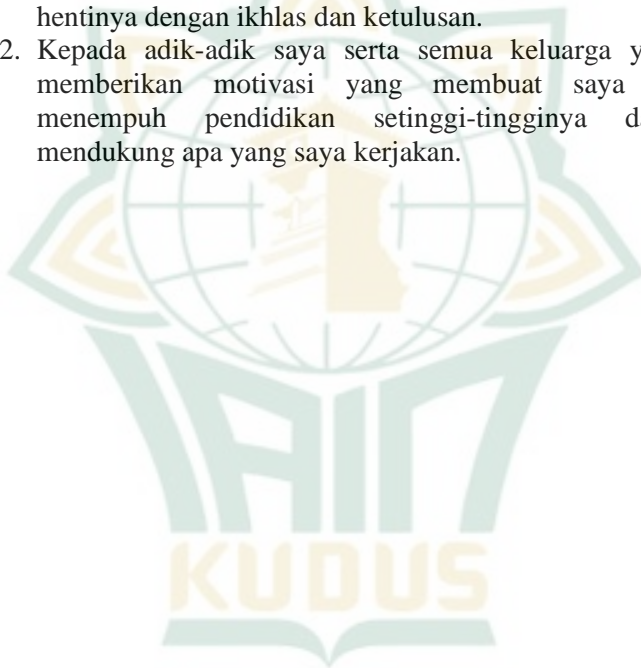 hentinya dengan ikhlas dan ketulusan.
2. Kepada adik-adik saya serta semua keluarga
memberikan motivasi yang membuat saya
menempuh pendidikan setinggi-tingginya
mendukung apa yang saya kerjakan.
IAIN
KUDUS